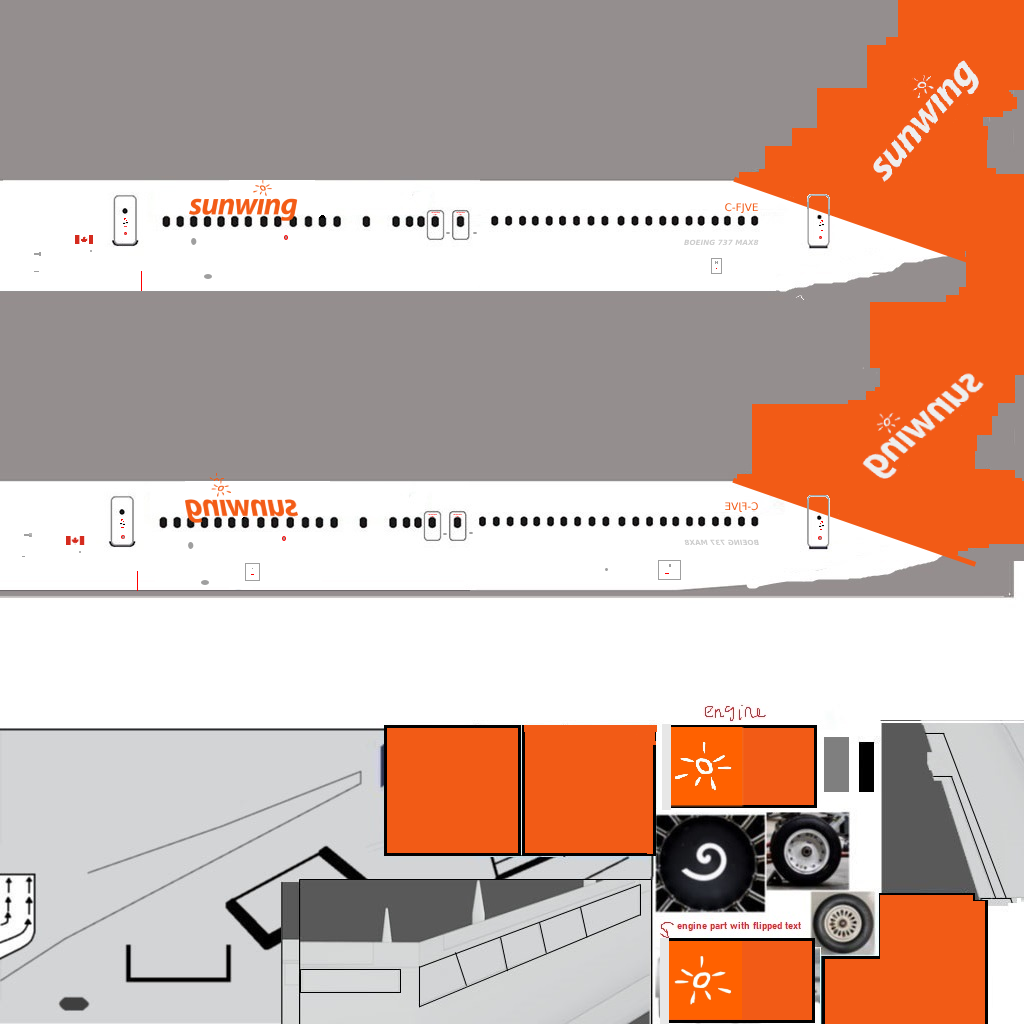 sunwing
sunwing
C-FJVE
BOEING 737 MAX8
sunwing
sunwing
C-FJVE
BOEING 737 MAX8
engine
engine part with flipped text